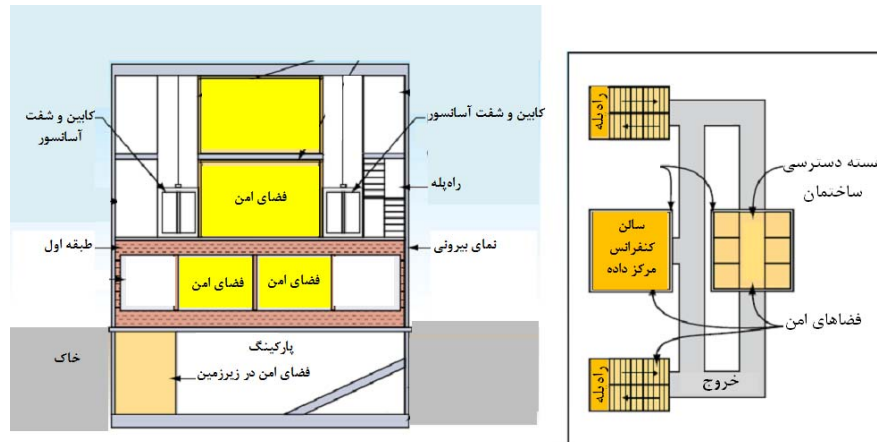 کابین و شفت
آسانسور
کابین و شفت آسانسور
فضای امن
راه‌پله
طبقه اول
نمای بیرونی
فضای امن
فضای امن
خاک
پارکینگ
فضای امن در زیرزمین
راه‌پله
هسته دسترسی
ساختمان
سالن
کنفرانس
مرکز داده
فضاهای امن
راه‌پله
خروج